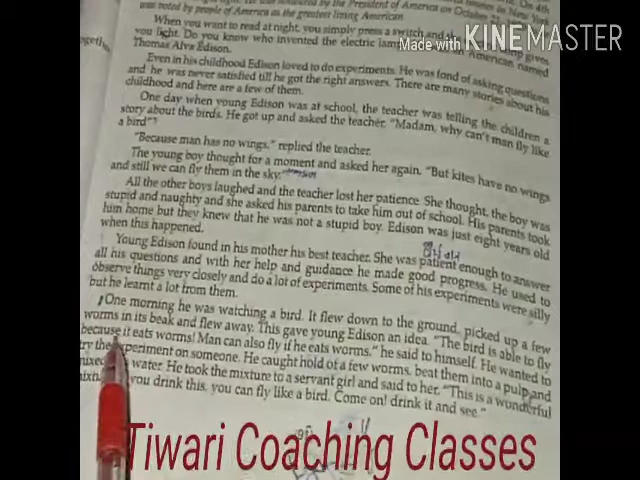 was voted by people of America as the greatest living American
When you want to read at night, you simply press a switch and the gives
you light. Do you know who invented the electric American named
Thomas Alva Edison.
Even in his childhood Edison loved to do experiments. He was fond of asking questions
and he was never satisfied till he got the right answers. There are many stories about his
childhood and here are a few of them.
One day when young Edison was at school, the teacher was telling the children a
story about the birds. He got up and asked the teacher, "Madam, why can't man fly like
a bird"?
"Because man has no wings," replied the teacher.
The young boy thought for a moment and asked her again, "But kites have no wings
and still we can fly them in the sky."
All the other boys laughed and the teacher lost her patience. She thought, the boy was
stupid and naughty and she asked his parents to take him out of school. His parents took
him home but they knew that he was not a stupid boy. Edison was just eight years old
when this happened.
Young Edison found in his mother his best teacher. She was patient enough to answer
all his questions and with her help and guidance he made good progress. He used to
observe things very closely and do a lot of experiments. Some of his experiments were silly
but he learnt a lot from them.
One morning he was watching a bird. It flew down to the ground, picked up a few
worms in its beak and flew away. This gave young Edison an idea. "The bird is able to fly
because it eats worms! Man can also fly if he eats worms," he said to himself. He wanted to
try the experiment on someone. He caught hold of a few worms, beat them into a pulp and
water. He took the mixture to a servant girl and said to her, "This is a wonderful
you drink this, you can fly like a bird. Come on! drink it and see."
Made with KINEMASTER
Tiwari Coaching Classes